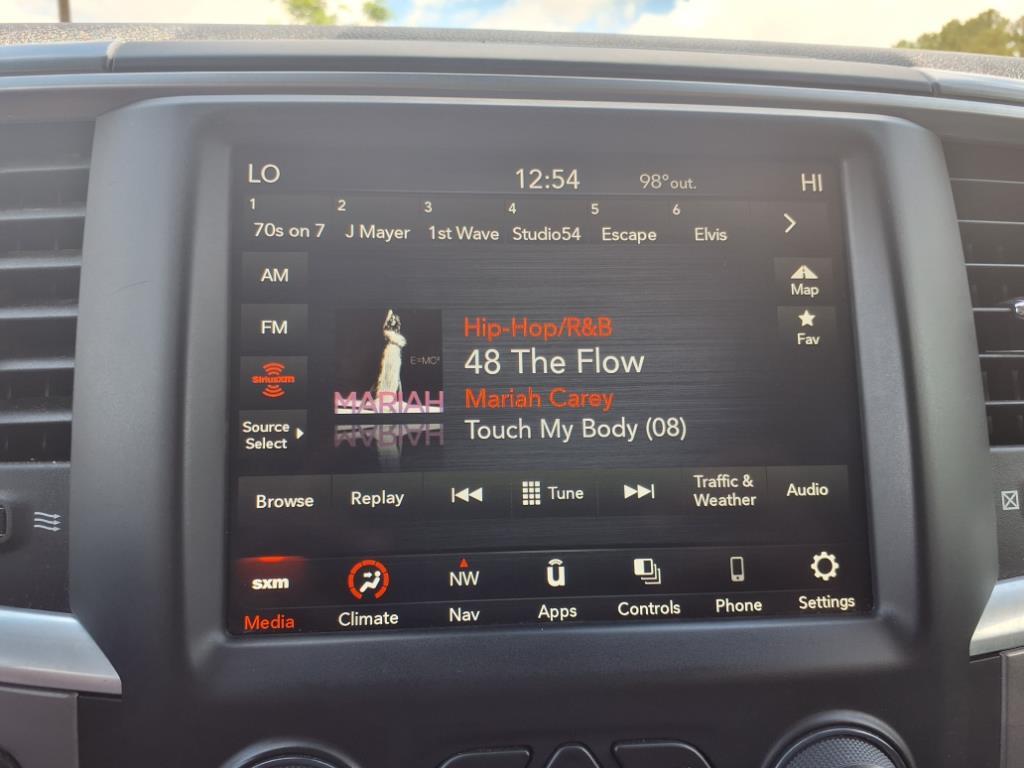 LO
12:54
98°out.
HI
1
2
3
4
5
6
70s on 7
J Mayer
1st Wave
Studio54
Escape
Elvis
AM
Map
FM
Fav
SiriusXM
Source
Select
E=MC²
MARIAH
Hip-Hop/R&B
48 The Flow
Mariah Carey
Touch My Body (08)
Browse
Replay
Tune
Traffic &
Weather
Audio
sxm
NW
ū
Media
Climate
Nav
Apps
Controls
Phone
Settings